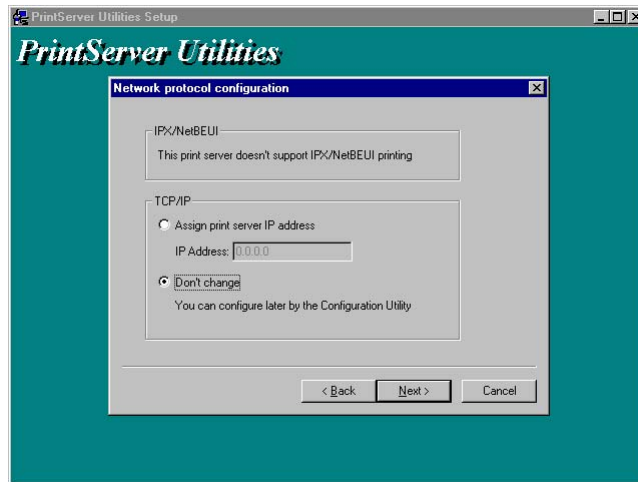 PrintServer Utilities Setup
PrintServer Utilities
Network protocol configuration
IPX/NetBEUI
This print server doesn't support IPX/NetBEUI printing
TCP/IP
Assign print server IP address
IP Address: 0.0.0.0
Don't change
You can configure later by the Configuration Utility
< Back
Next >
Cancel